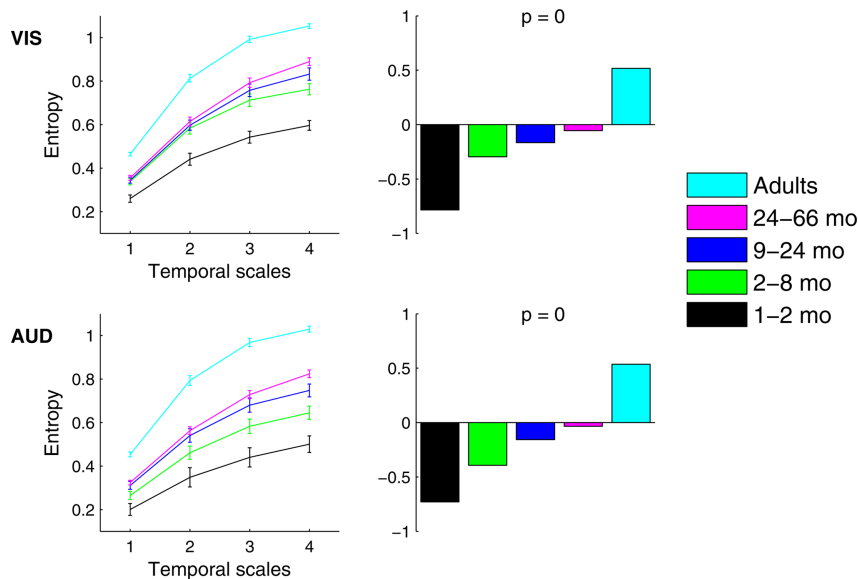 VIS
Entropy
1
0.8
0.6
0.4
0.2
1 2 3 4
Temporal scales
p = 0
1
0.5
0
−0.5
−1
AUD
Entropy
1
0.8
0.6
0.4
0.2
1 2 3 4
Temporal scales
p = 0
1
0.5
0
−0.5
−1
Adults
24−66 mo
9−24 mo
2−8 mo
1−2 mo